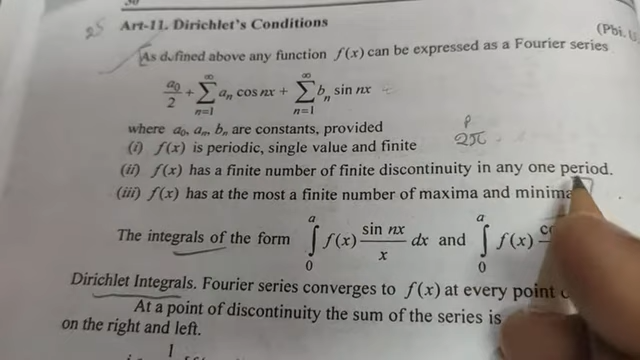 Art-11. Dirichlet's Conditions
(Pbi. U
As defined above any function f(x) can be expressed as a Fourier series
a₀/2 + ∞∑n=1 aₙ cos nx + ∞∑n=1 bₙ sin nx
where a₀, aₙ, bₙ are constants, provided
P
2π
(i) f(x) is periodic, single value and finite
(ii) f(x) has a finite number of finite discontinuity in any one period.
(iii) f(x) has at the most a finite number of maxima and minima
The integrals of the form ∫₀ᵃ f(x) sin nx/x dx and ∫₀ᵃ f(x)
Dirichlet Integrals. Fourier series converges to f(x) at every point
At a point of discontinuity the sum of the series is
on the right and left.